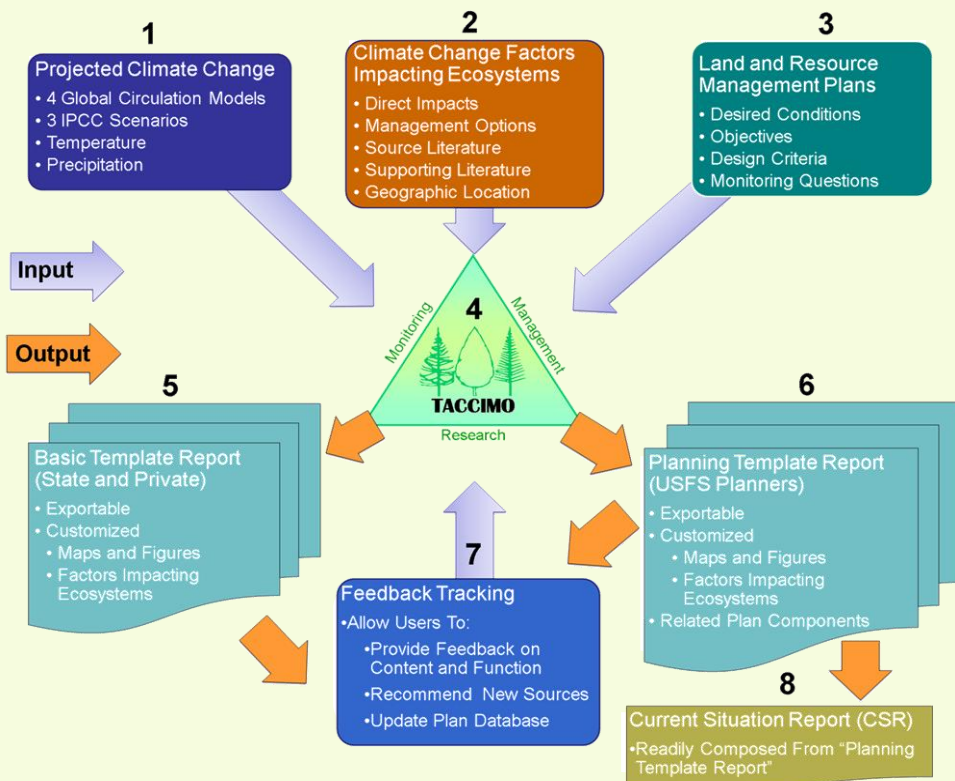 1
Projected Climate Change
• 4 Global Circulation Models
• 3 IPCC Scenarios
• Temperature
• Precipitation
2
Climate Change Factors
Impacting Ecosystems
• Direct Impacts
• Management Options
• Source Literature
• Supporting Literature
• Geographic Location
3
Land and Resource
Management Plans
• Desired Conditions
• Objectives
• Design Criteria
• Monitoring Questions
Input
Output
4
Monitoring
Management
TACCIMO
Research
5
Basic Template Report
(State and Private)
• Exportable
• Customized
• Maps and Figures
• Factors Impacting
Ecosystems
6
Planning Template Report
(USFS Planners)
• Exportable
• Customized
• Maps and Figures
• Factors Impacting
Ecosystems
• Related Plan Components
7
Feedback Tracking
•Allow Users To:
•Provide Feedback on
Content and Function
•Recommend New Sources
•Update Plan Database
8
Current Situation Report (CSR)
•Readily Composed From “Planning
Template Report”